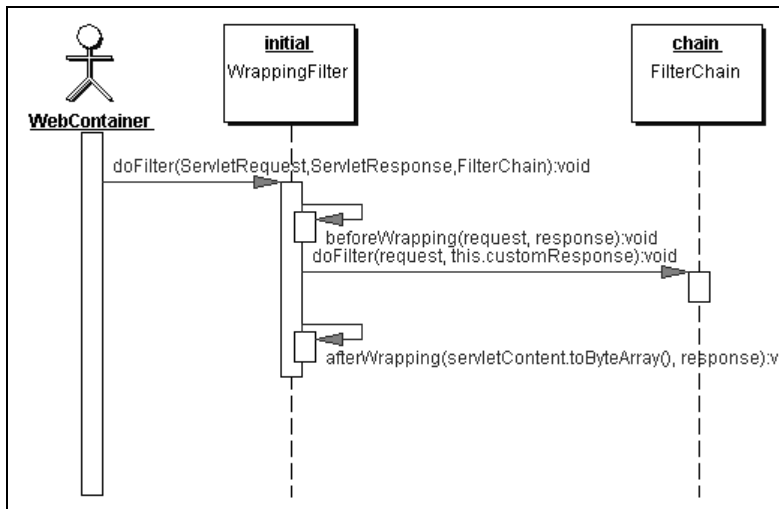 initial
WrappingFilter
chain
FilterChain
WebContainer
doFilter(ServletRequest,ServletResponse,FilterChain):void
beforeWrapping(request, response):void
doFilter(request, this.customResponse):void
afterWrapping(servletContent.toByteArray(), response):v